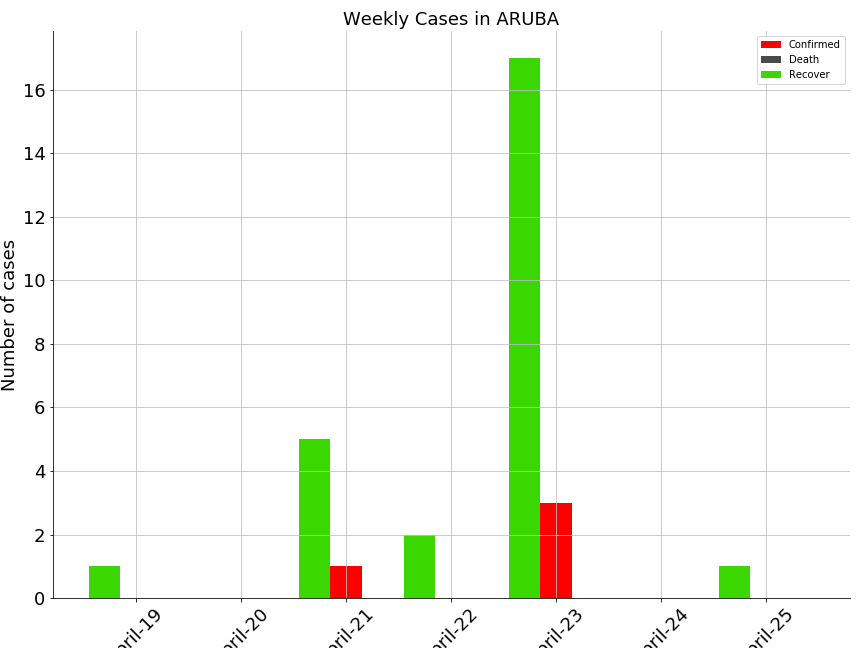 Weekly Cases in ARUBA
Confirmed
Death
Recover
Number of cases
16
14
12
10
8
6
4
2
0
pril-19
pril-20
pril-21
pril-22
pril-23
pril-24
pril-25